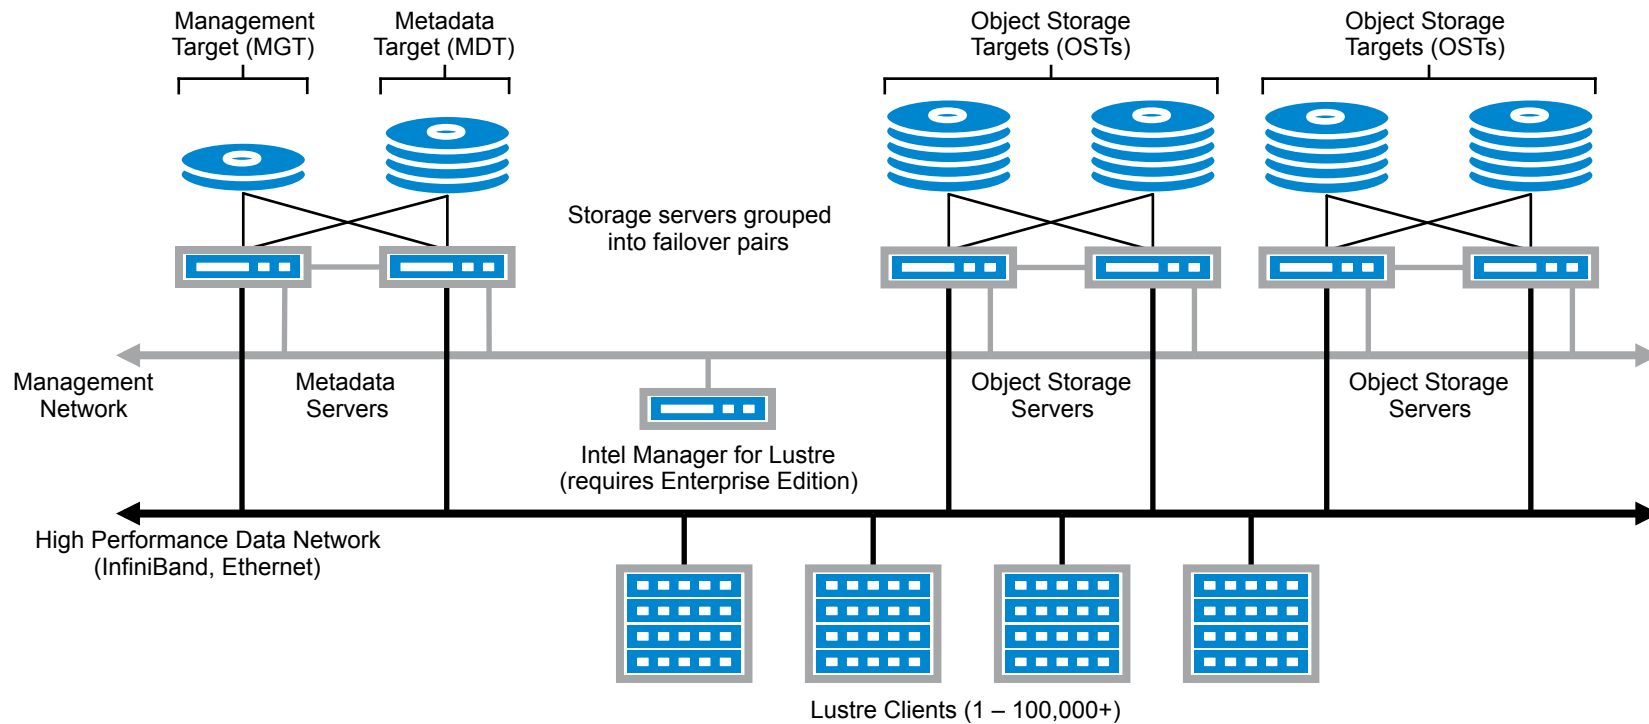 Management
Target (MGT)
Metadata
Target (MDT)
Object Storage
Targets (OSTs)
Object Storage
Targets (OSTs)
Storage servers grouped
into failover pairs
Management
Network
Metadata
Servers
Object Storage
Servers
Object Storage
Servers
Intel Manager for Lustre
(requires Enterprise Edition)
High Performance Data Network
(InfiniBand, Ethernet)
Lustre Clients (1 – 100,000+)